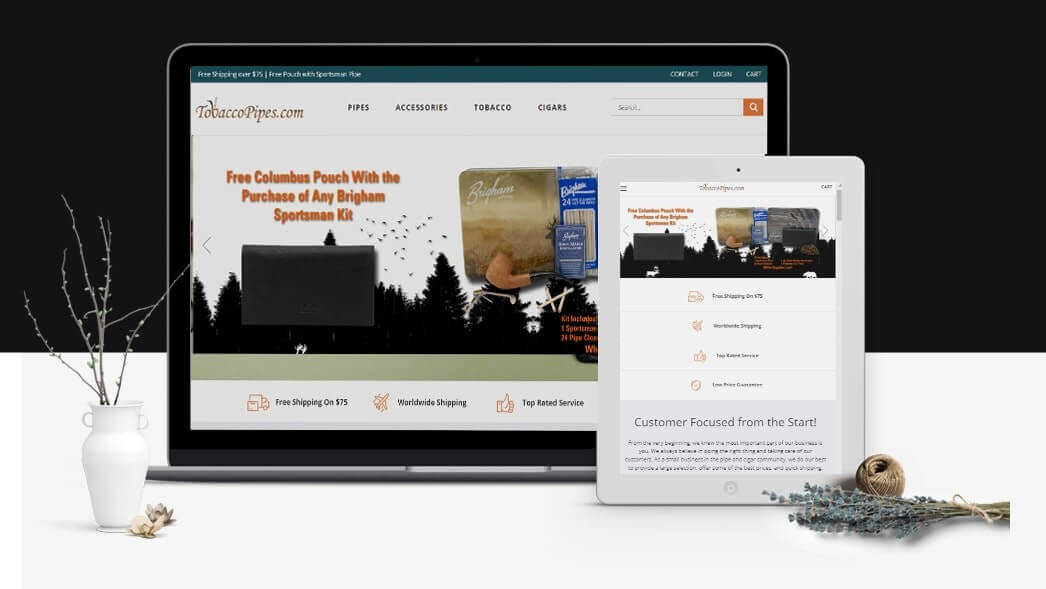 Free Shipping over $75 | Free Pouch with Sportsman Pipe
CONTACT LOGIN CART
TobaccoPipes.com
PIPES ACCESSORIES TOBACCO CIGARS
Search...
Free Columbus Pouch With the
Purchase of Any Brigham
Sportsman Kit
Brigham
Brigham
24
Brigham
Kit Includes
1 Sportsman
24 Pipe Clea
Wh
Free Shipping On $75
Worldwide Shipping
Top Rated Service
TobaccoPipes.com
CART
Free Columbus Pouch With the
Purchase of Any Brigham
Sportsman Kit
Free Shipping On $75
Worldwide Shipping
Top Rated Service
Low Price Guarantee
Customer Focused from the Start!
From the very beginning, we knew the most important part of our business is
you. We always believe in doing the right thing and taking care of our
customers. As a small business in the pipe and cigar community, we do our best
to provide a large selection, offer some of the best prices, and quick shipping.